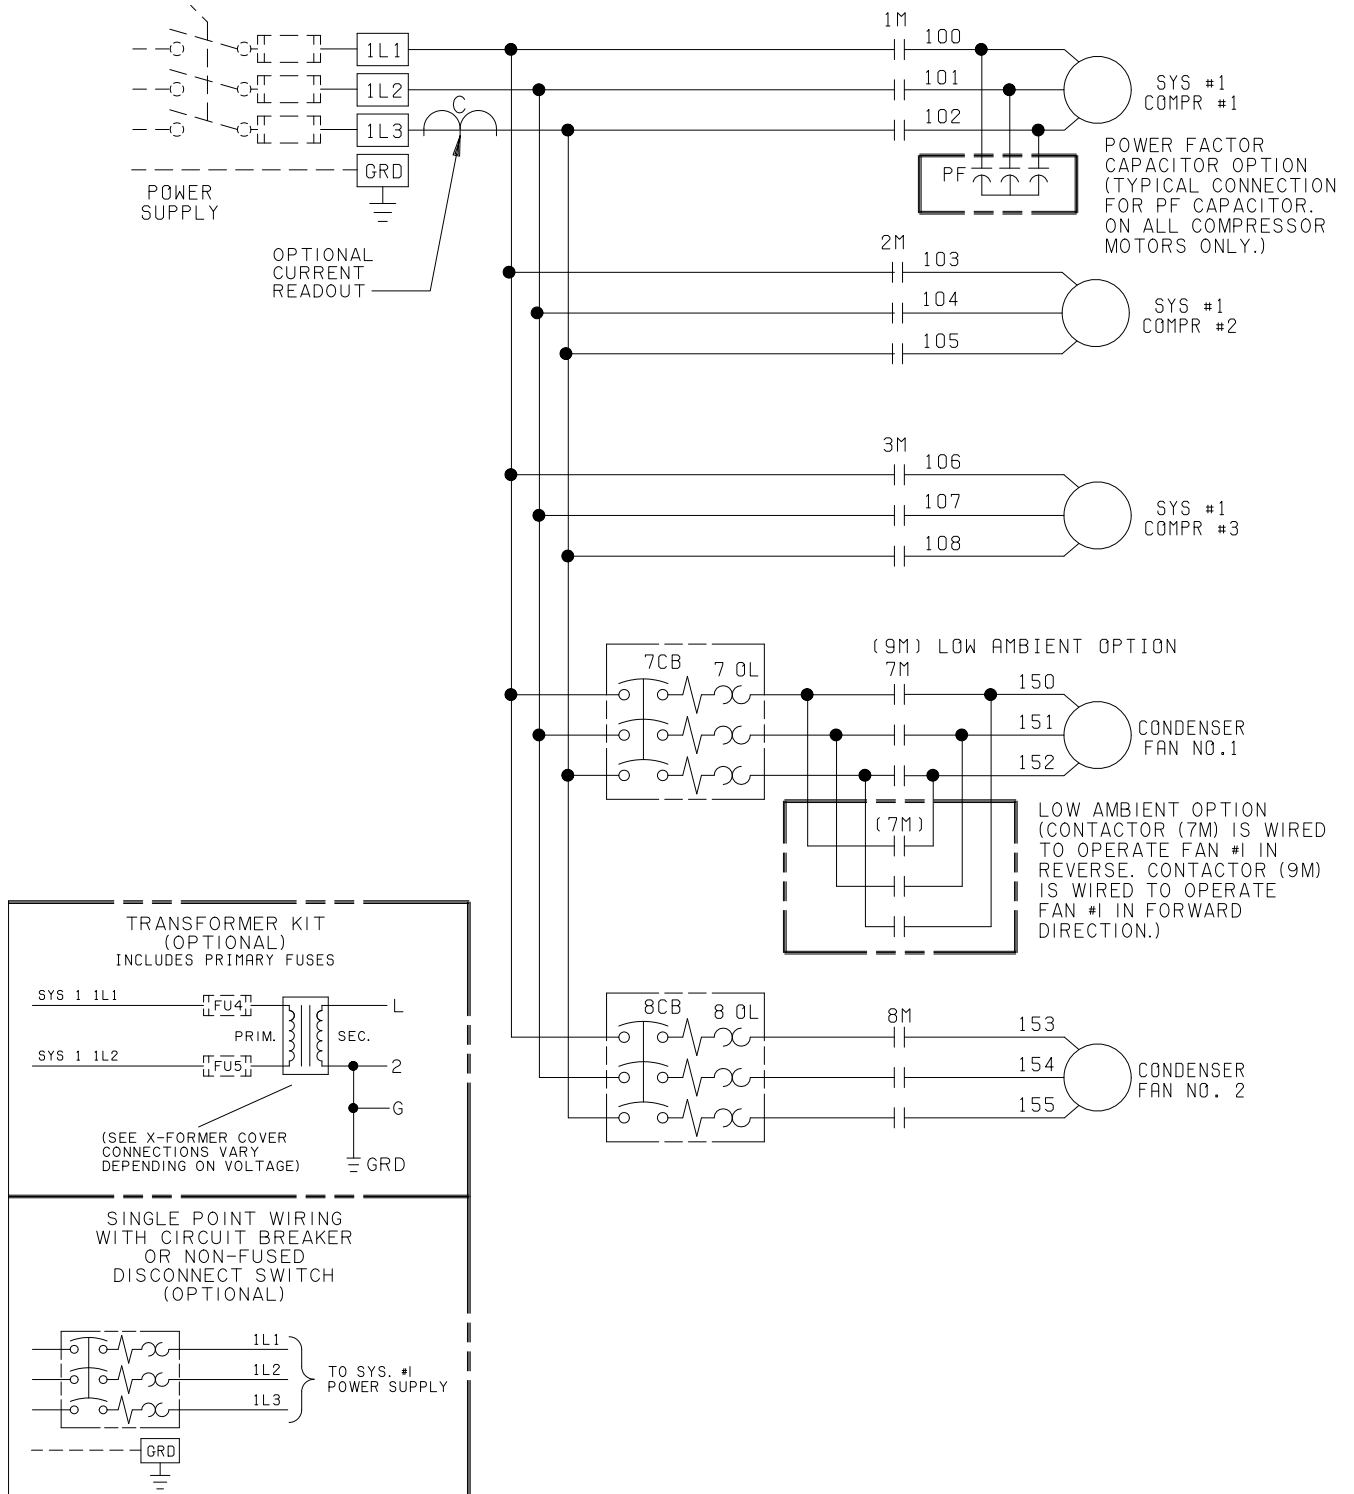 1M
1L1
100
1L2
101
SYS #1
COMPR #1
C
1L3
102
GRD
POWER
SUPPLY
PF
POWER FACTOR
CAPACITOR OPTION
(TYPICAL CONNECTION
FOR PF CAPACITOR.
ON ALL COMPRESSOR
MOTORS ONLY.)
OPTIONAL
CURRENT
READOUT
2M
103
104
105
SYS #1
COMPR #2
3M
106
107
108
SYS #1
COMPR #3
(9M) LOW AMBIENT OPTION
7CB
7 OL
7M
150
151
152
CONDENSER
FAN NO.1
(7M)
LOW AMBIENT OPTION
(CONTACTOR (7M) IS WIRED
TO OPERATE FAN #1 IN
REVERSE. CONTACTOR (9M)
IS WIRED TO OPERATE
FAN #1 IN FORWARD
DIRECTION.)
8CB
8 OL
8M
153
154
155
CONDENSER
FAN NO. 2
TRANSFORMER KIT
(OPTIONAL)
INCLUDES PRIMARY FUSES
SYS 1 1L1
FU4
L
PRIM.
SEC.
SYS 1 1L2
FU5
2
G
(SEE X-FORMER COVER
CONNECTIONS VARY
DEPENDING ON VOLTAGE)
GRD
SINGLE POINT WIRING
WITH CIRCUIT BREAKER
OR NON-FUSED
DISCONNECT SWITCH
(OPTIONAL)
1L1
1L2
1L3
TO SYS. #1
POWER SUPPLY
GRD